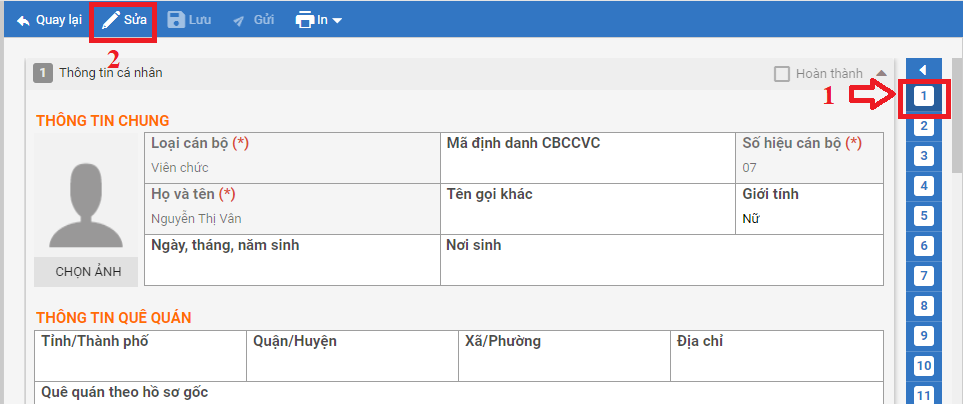 Quay lại Sửa Lưu Gửi In
2
1 Thông tin cá nhân Hoàn thành
1
THÔNG TIN CHUNG
Loại cán bộ (*) Mã định danh CBCCVC Số hiệu cán bộ (*)
Viên chức 07
Họ và tên (*) Tên gọi khác Giới tính
Nguyễn Thị Vân Nữ
Ngày, tháng, năm sinh Nơi sinh
CHỌN ẢNH
THÔNG TIN QUÊ QUÁN
Tỉnh/Thành phố Quận/Huyện Xã/Phường Địa chỉ
Quê quán theo hồ sơ gốc
1
2
3
4
5
6
7
8
9
10
11